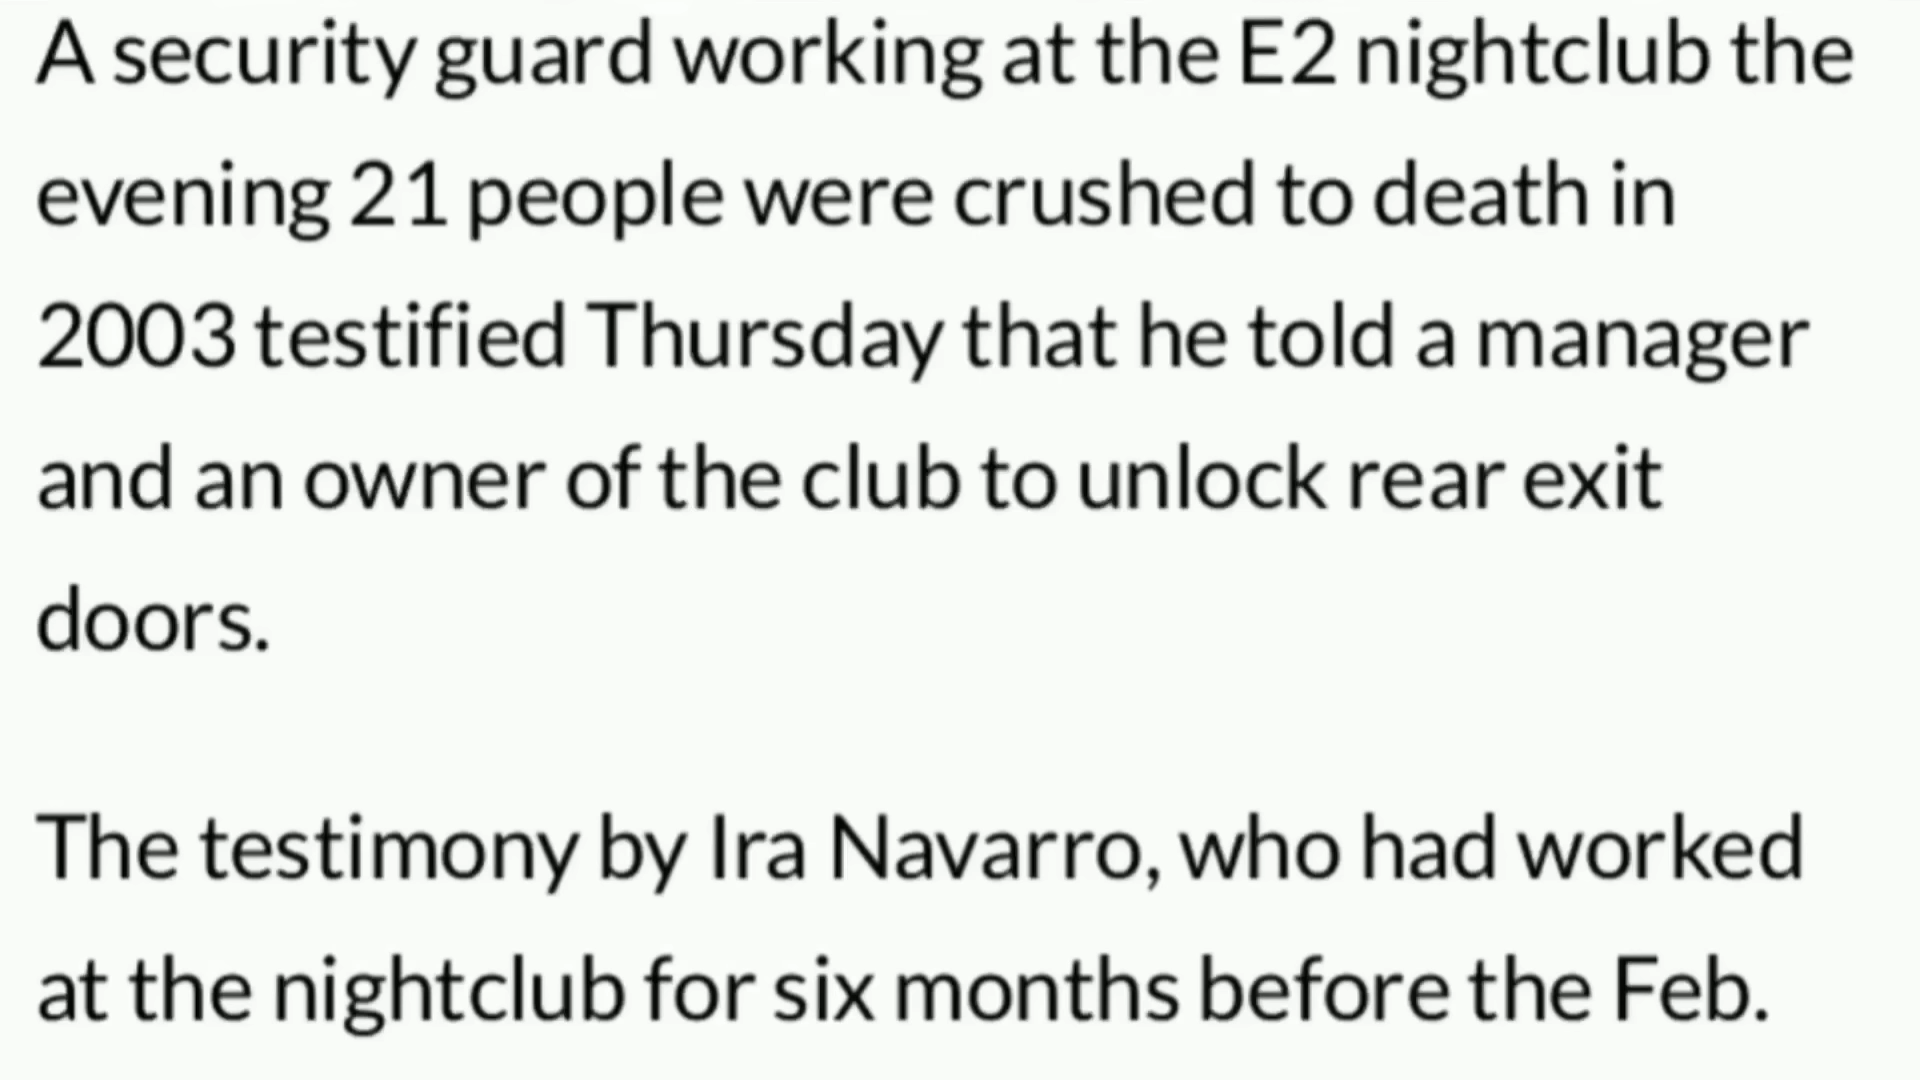 A security guard working at the E2 nightclub the
evening 21 people were crushed to death in
2003 testified Thursday that he told a manager
and an owner of the club to unlock rear exit
doors.
The testimony by Ira Navarro, who had worked
at the nightclub for six months before the Feb.